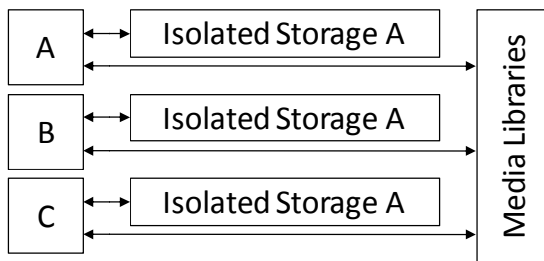 A
Isolated Storage A
B
Isolated Storage A
C
Isolated Storage A
Media Libraries